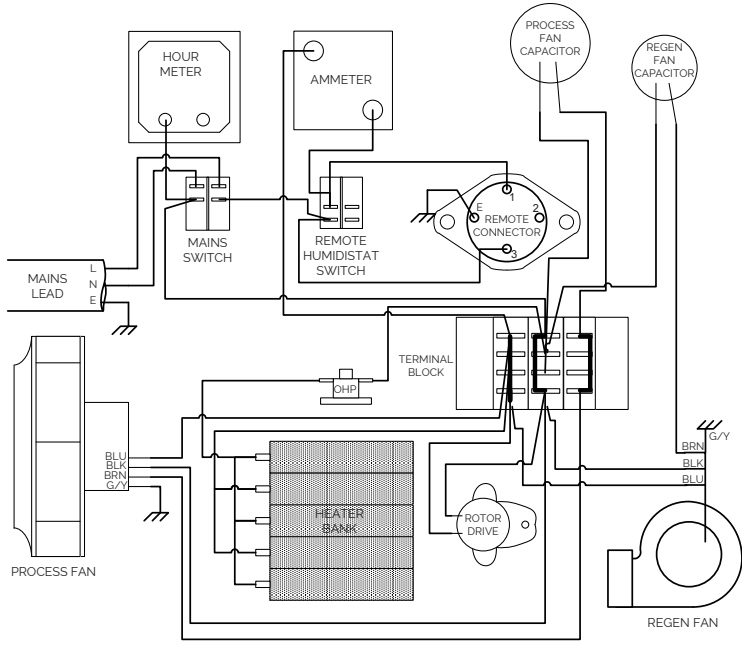 PROCESS
FAN
CAPACITOR
REGEN
FAN
CAPACITOR
HOUR
METER
AMMETER
E
1
2
3
REMOTE
CONNECTOR
MAINS
SWITCH
REMOTE
HUMIDISTAT
SWITCH
MAINS
LEAD
L
N
E
TERMINAL
BLOCK
OHP
G/Y
BRN
BLK
BLU
BLU
BLK
BRN
G/Y
HEATER
BANK
ROTOR
DRIVE
PROCESS FAN
REGEN FAN